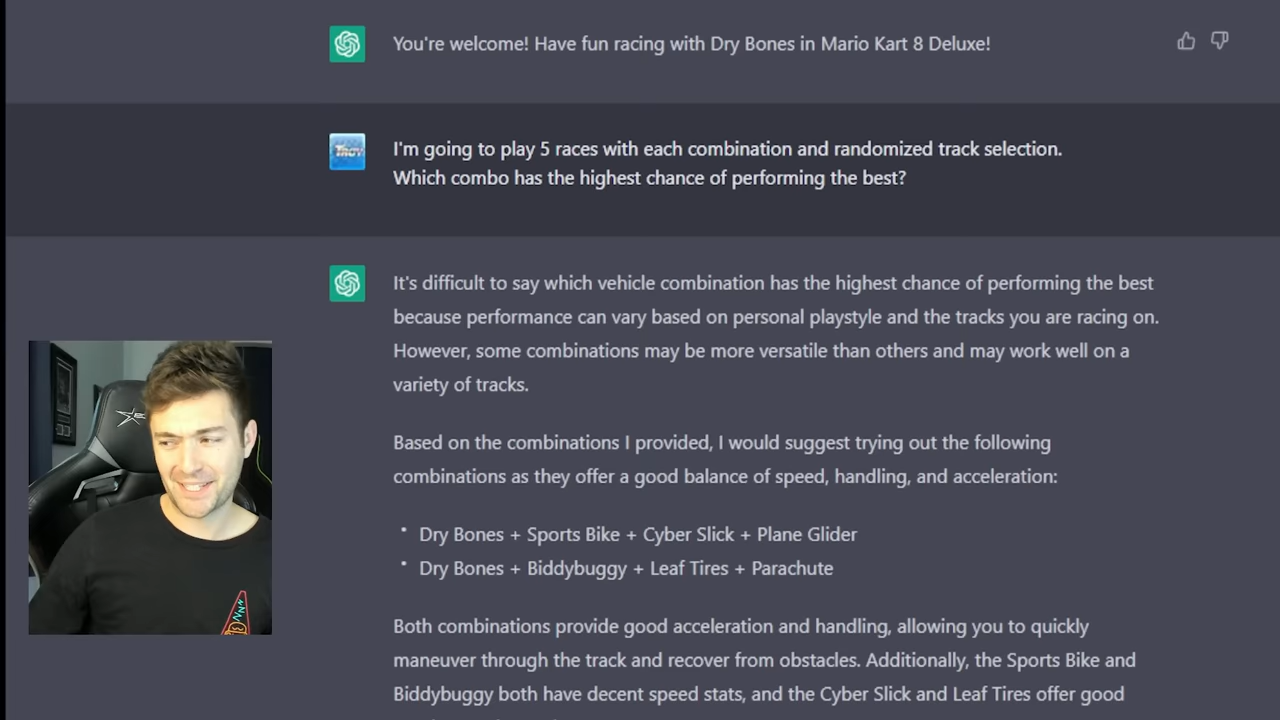 You're welcome! Have fun racing with Dry Bones in Mario Kart 8 Deluxe!
I'm going to play 5 races with each combination and randomized track selection.
Which combo has the highest chance of performing the best?
It's difficult to say which vehicle combination has the highest chance of performing the best
because performance can vary based on personal playstyle and the tracks you are racing on.
However, some combinations may be more versatile than others and may work well on a
variety of tracks.
Based on the combinations I provided, I would suggest trying out the following
combinations as they offer a good balance of speed, handling, and acceleration:
• Dry Bones + Sports Bike + Cyber Slick + Plane Glider
• Dry Bones + Biddybuggy + Leaf Tires + Parachute
Both combinations provide good acceleration and handling, allowing you to quickly
maneuver through the track and recover from obstacles. Additionally, the Sports Bike and
Biddybuggy both have decent speed stats, and the Cyber Slick and Leaf Tires offer good